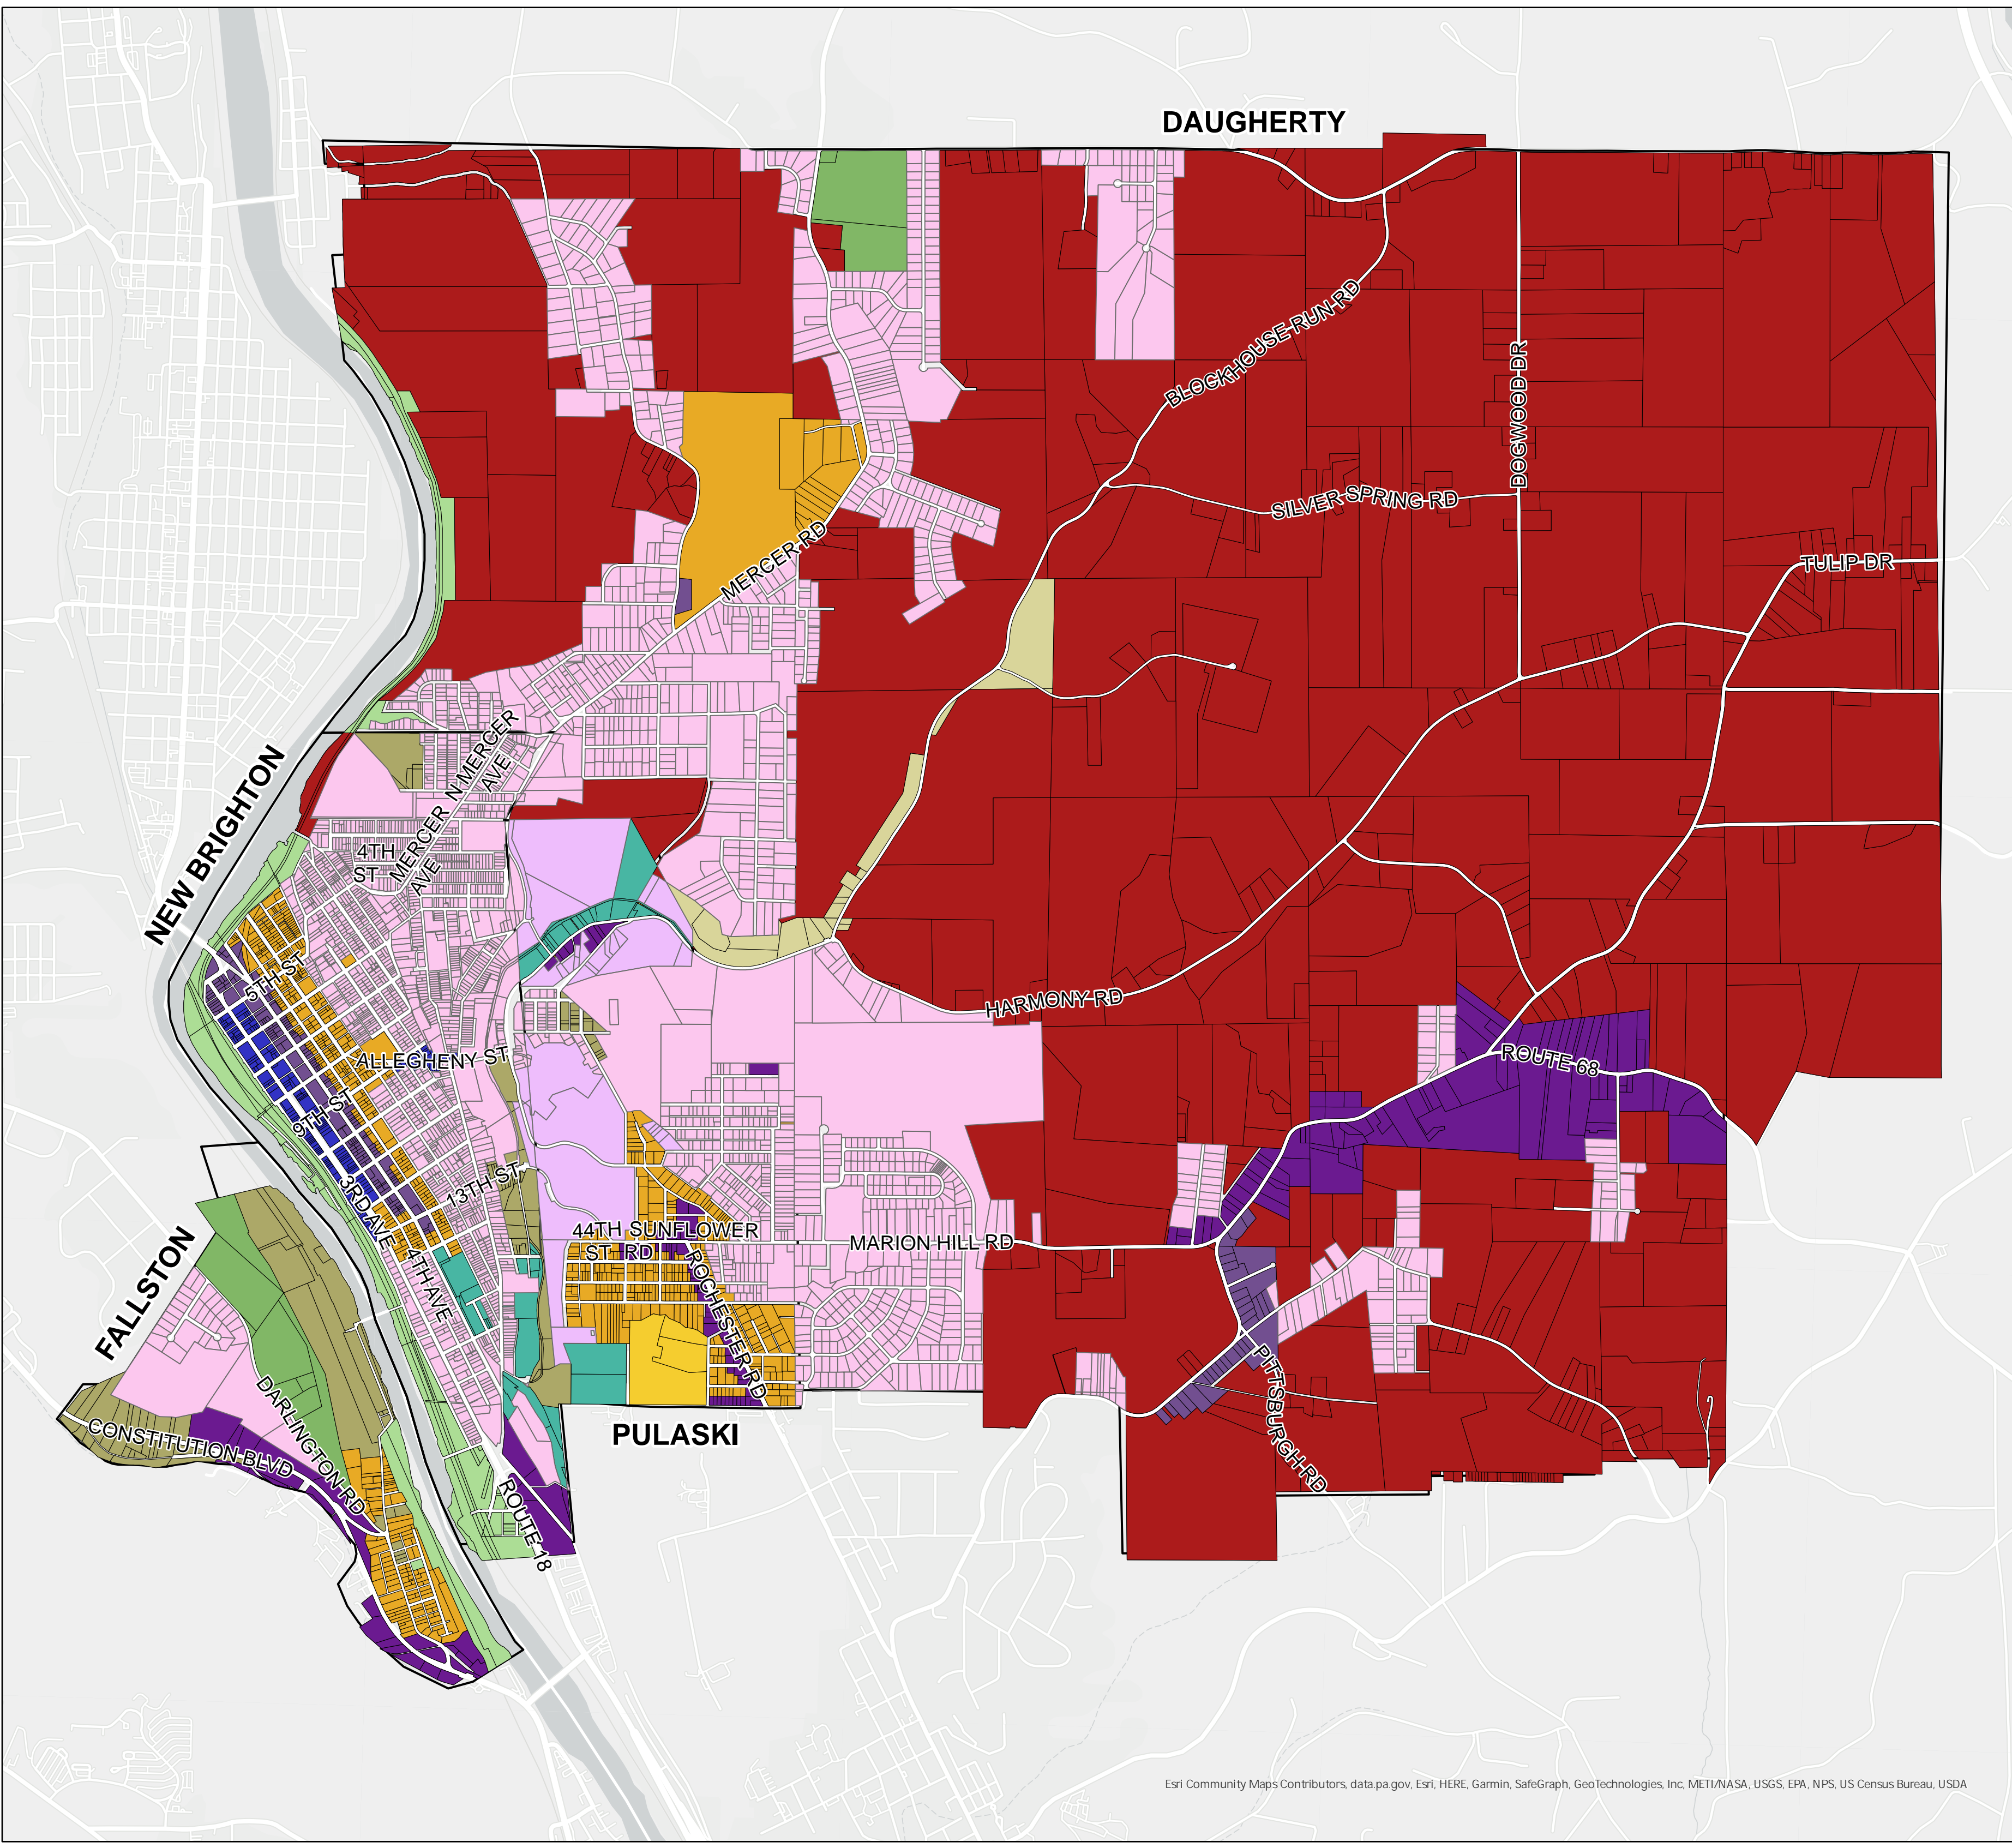 DAUGHERTY
BLOCKHOUSE RUN RD
DOGWOOD DR
SILVER SPRING RD
TULIP DR
MERCER RD
N MERCER
AVE
MERCER
AVE
4TH
ST
NEW BRIGHTON
5TH ST
HARMONY RD
ALLEGHENY ST
ROUTE 68
9TH ST
13TH ST
3RD AVE
4TH AVE
44TH
ST
SUNFLOWER
RD
MARION HILL RD
ROCHESTER RD
FALLSTON
PITTSBURGH RD
DARLINGTON RD
CONSTITUTION BLVD
PULASKI
ROUTE 18
Esri Community Maps Contributors, data.pa.gov, Esri, HERE, Garmin, SafeGraph, GeoTechnologies, Inc, METI/NASA, USGS, EPA, NPS, US Census Bureau, USDA